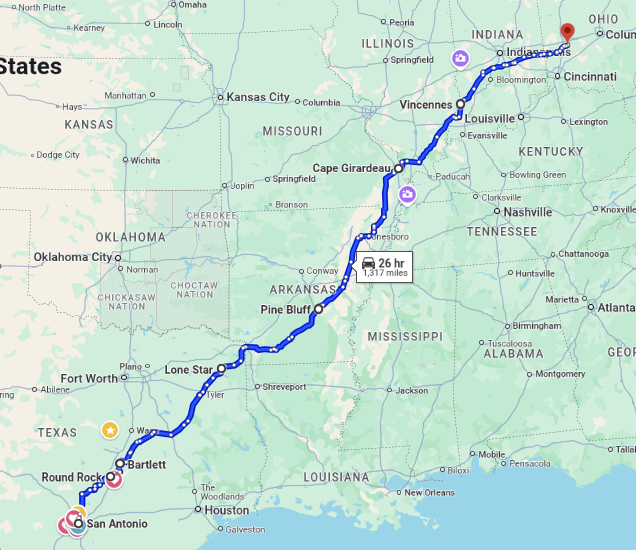 North Platte
Omaha
OHIO
Kearney
Lincoln
Peoria
INDIANA
Colun
ILLINOIS
States
Springfield
Indianapolis
Bloomington
Cincinnati
Manhattan
Kansas City
Columbia
Vincennes
Hays
Louisville
KANSAS
MISSOURI
Lexington
Evansville
Dodge City
Wichita
KENTUCKY
Cape Girardeau
Springfield
Paducah
Bowling Green
Joplin
Branson
Clarksville
CHEROKEE
NATION
Nashville
Knoxville
OKLAHOMA
Jonesboro
TENNESSEE
Oklahoma City
26 hr
1,317 miles
Chattanooga
Norman
Conway
Huntsville
CHICKASAW
NATION
CHOCTAW
NATION
ARKANSAS
Marietta
Pine Bluff
Atlanta
Birmingham
MISSISSIPPI
Tuscaloosa
ALABAMA
GEOR
Plano
Lone Star
Fort Worth
Montgomery
Abilene
Shreveport
Jackson
Tyler
TEXAS
Waco
Mobile
Tallaha
Bartlett
Pensacola
Round Rock
LOUISIANA
Biloxi
The
Woodlands
New Orleans
San Antonio
Houston
Galveston